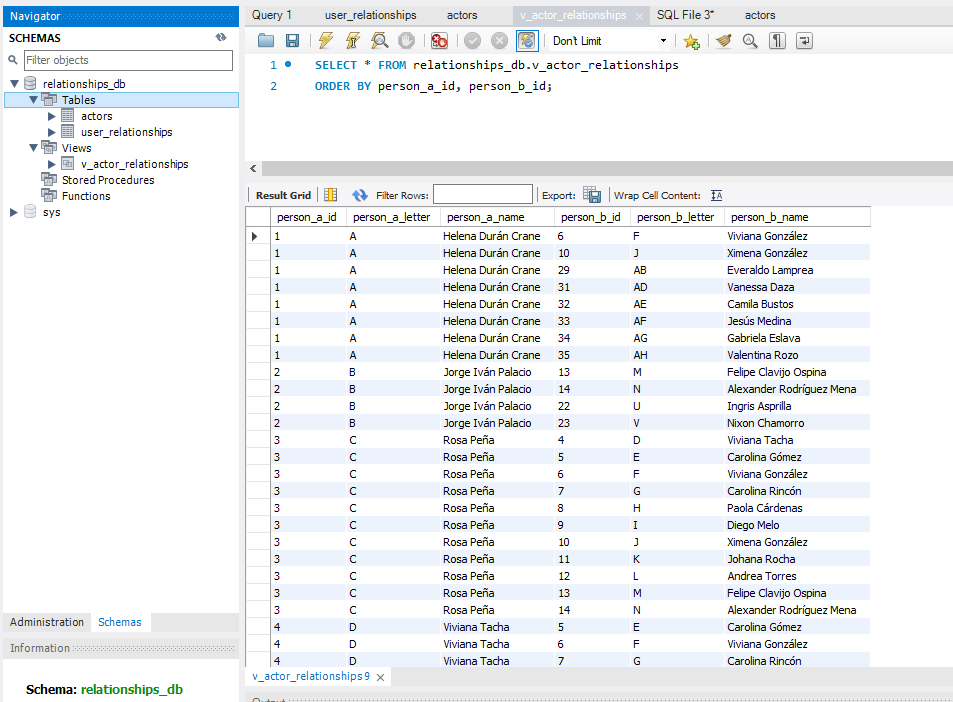 Navigator
SCHEMAS
Filter objects
relationships_db
Tables
actors
user_relationships
Views
v_actor_relationships
Stored Procedures
Functions
sys
Administration Schemas
Information
Schema: relationships_db
Query 1 user_relationships actors v_actor_relationships SQL File 3* actors
Don't Limit
1 SELECT * FROM relationships_db.v_actor_relationships
2 ORDER BY person_a_id, person_b_id;
Result Grid Filter Rows: Export: Wrap Cell Content:
person_a_id person_a_letter person_a_name person_b_id person_b_letter person_b_name
1 A Helena Durán Crane 6 F Viviana González
1 A Helena Durán Crane 10 J Ximena González
1 A Helena Durán Crane 29 AB Everaldo Lamprea
1 A Helena Durán Crane 31 AD Vanessa Daza
1 A Helena Durán Crane 32 AE Camila Bustos
1 A Helena Durán Crane 33 AF Jesús Medina
1 A Helena Durán Crane 34 AG Gabriela Eslava
1 A Helena Durán Crane 35 AH Valentina Rozo
2 B Jorge Iván Palacio 13 M Felipe Clavijo Ospina
2 B Jorge Iván Palacio 14 N Alexander Rodríguez Mena
2 B Jorge Iván Palacio 22 U Ingris Asprilla
2 B Jorge Iván Palacio 23 V Nixon Chamorro
3 C Rosa Peña 4 D Viviana Tacha
3 C Rosa Peña 5 E Carolina Gómez
3 C Rosa Peña 6 F Viviana González
3 C Rosa Peña 7 G Carolina Rincón
3 C Rosa Peña 8 H Paola Cárdenas
3 C Rosa Peña 9 I Diego Melo
3 C Rosa Peña 10 J Ximena González
3 C Rosa Peña 11 K Johana Rocha
3 C Rosa Peña 12 L Andrea Torres
3 C Rosa Peña 13 M Felipe Clavijo Ospina
3 C Rosa Peña 14 N Alexander Rodríguez Mena
4 D Viviana Tacha 5 E Carolina Gómez
4 D Viviana Tacha 6 F Viviana González
4 D Viviana Tacha 7 G Carolina Rincón
v_actor_relationships 9
Output